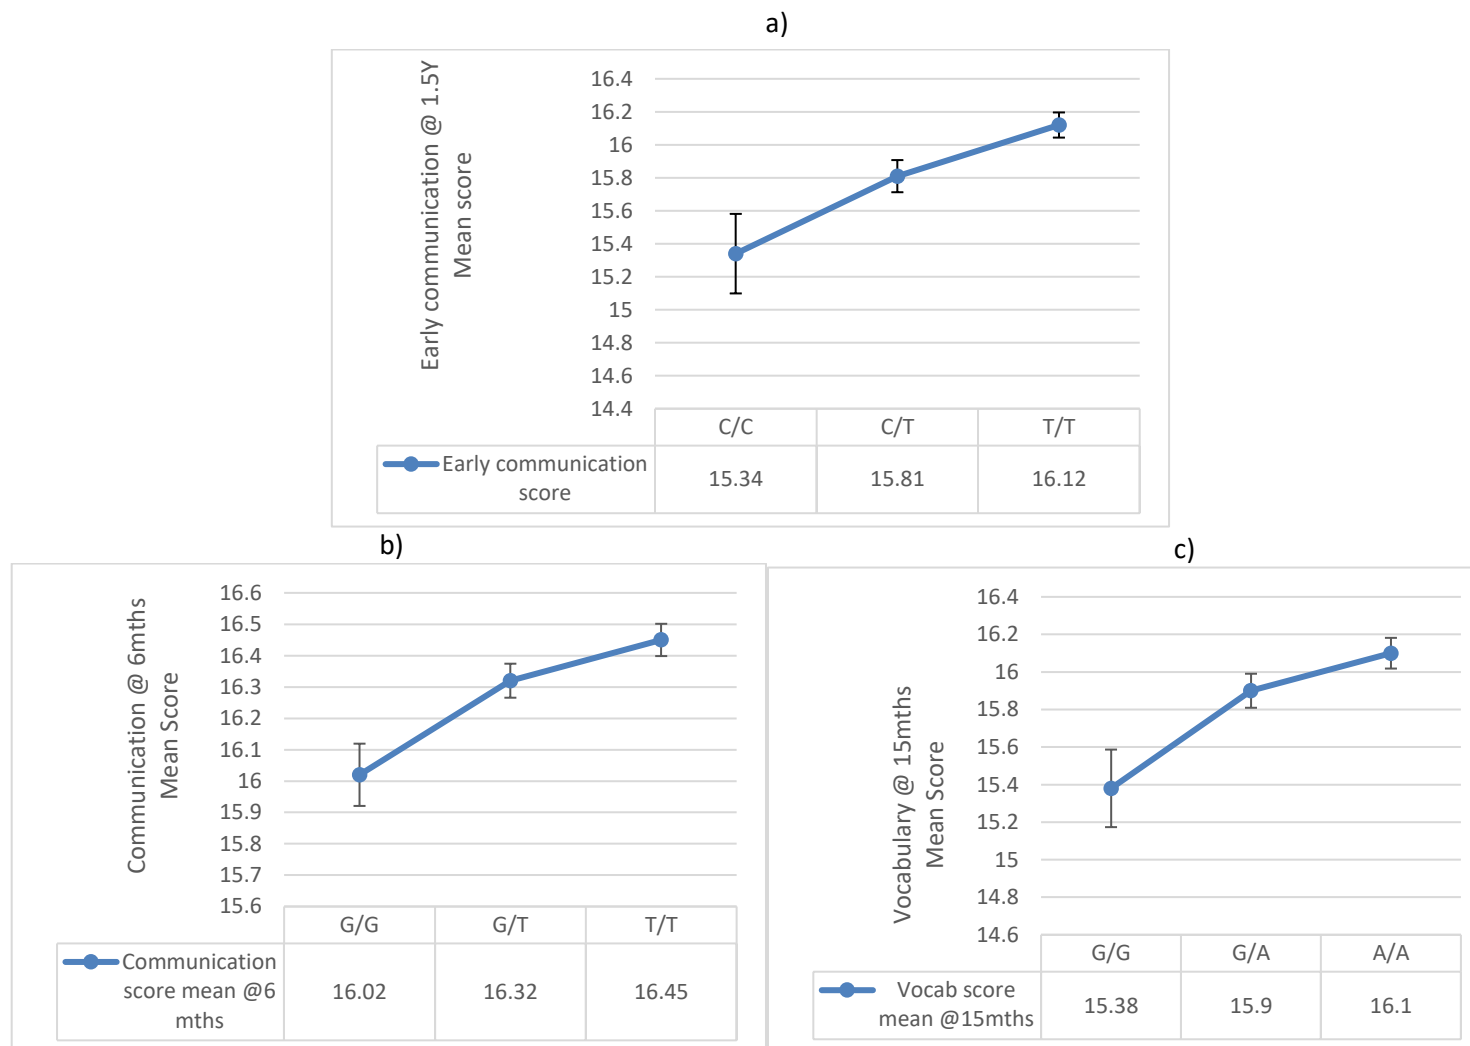 a)
Early communication @ 1.5Y
Mean score
16.4
16.2
16
15.8
15.6
15.4
15.2
15
14.8
14.6
14.4
C/C C/T T/T
Early communication
score
15.34 15.81 16.12
b)
Communication @ 6mths
Mean Score
16.6
16.5
16.4
16.3
16.2
16.1
16
15.9
15.8
15.7
15.6
G/G G/T T/T
Communication
score mean @6
mths
16.02 16.32 16.45
c)
Vocabulary @ 15mths
Mean Score
16.4
16.2
16
15.8
15.6
15.4
15.2
15
14.8
14.6
G/G G/A A/A
Vocab score
mean @15mths
15.38 15.9 16.1